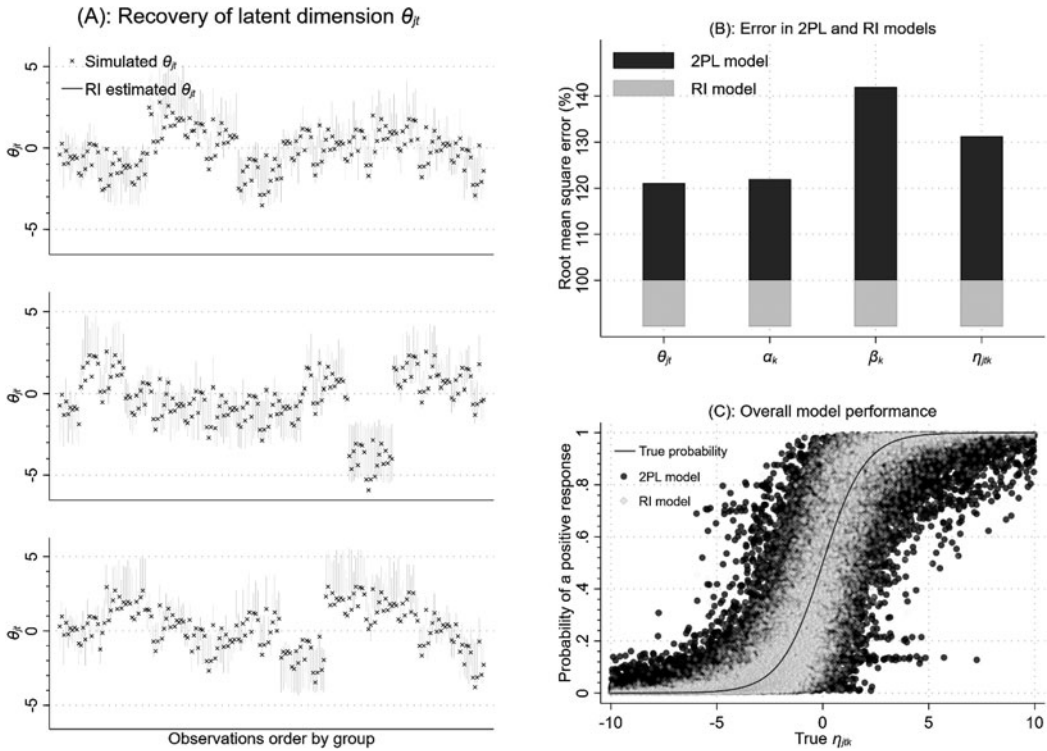 (A): Recovery of latent dimension θjt
× Simulated θjt
RI estimated θjt
5
0
-5
θjt
5
0
-5
θjt
5
0
-5
θjt
Observations order by group
(B): Error in 2PL and RI models
2PL model
RI model
Root mean square error (%)
140
130
120
110
100
θjt αk βk ηjtk
(C): Overall model performance
True probability
2PL model
RI model
Probability of a positive response
1
.8
.6
.4
.2
0
-10 -5 0 5 10
True ηjtk